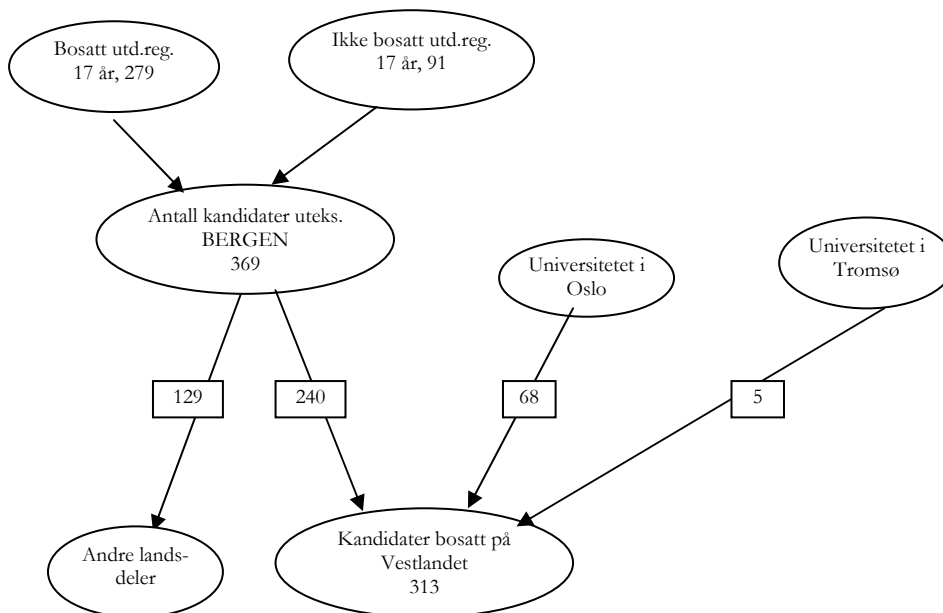 Bosatt utd.reg.
17 år, 279
Ikke bosatt utd.reg.
17 år, 91
Antall kandidater uteks.
BERGEN
369
Universitetet i
Oslo
Universitetet i
Tromsø
129
240
68
5
Andre lands-
deler
Kandidater bosatt på
Vestlandet
313